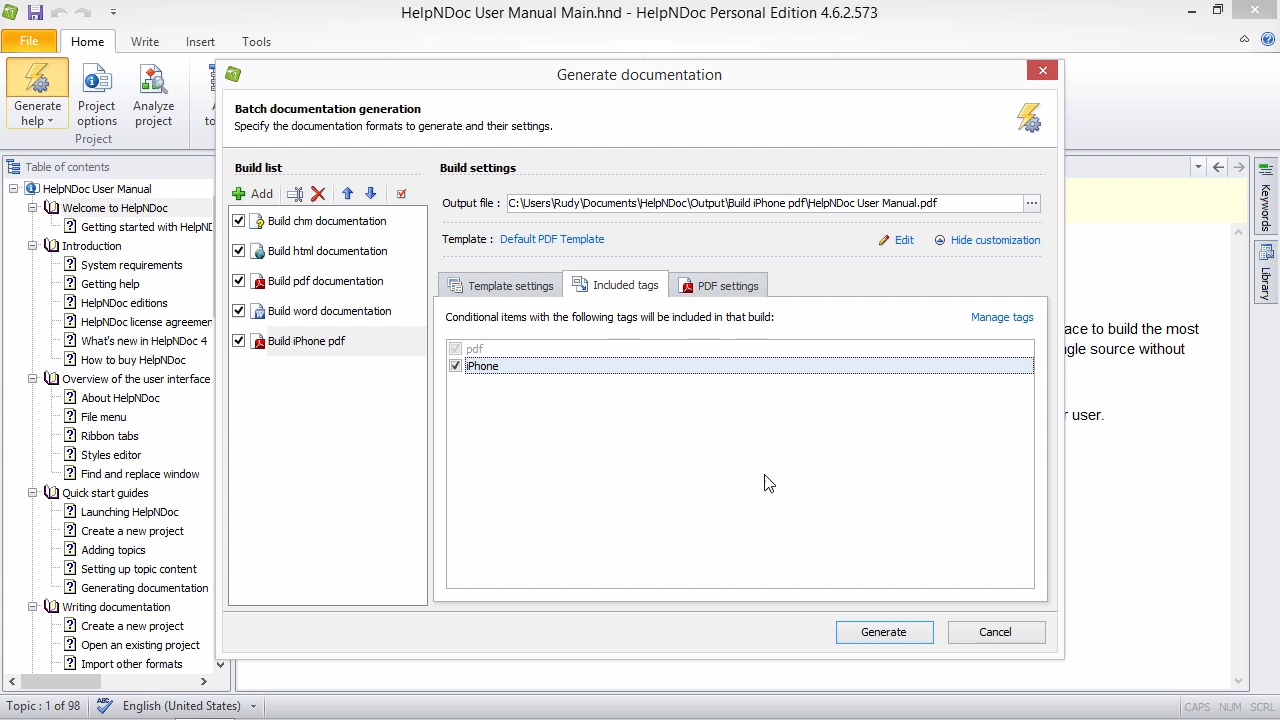 HelpNDoc User Manual Main.hnd - HelpNDoc Personal Edition 4.6.2.573
File
Home
Write
Insert
Tools
Generate
help
Project
options
Analyze
project
Project
Generate documentation
Batch documentation generation
Specify the documentation formats to generate and their settings.
Build list
Add
Build chm documentation
Build html documentation
Build pdf documentation
Build word documentation
Build iPhone pdf
Build settings
Output file : C:\Users\Rudy\Documents\HelpNDoc\Output\Build iPhone pdf\HelpNDoc User Manual.pdf
Template : Default PDF Template
Edit
Hide customization
Template settings
Included tags
PDF settings
Conditional items with the following tags will be included in that build:
Manage tags
pdf
iPhone
Generate
Cancel
Table of contents
HelpNDoc User Manual
Welcome to HelpNDoc
Getting started with HelpND
Introduction
System requirements
Getting help
HelpNDoc editions
HelpNDoc license agreemen
What's new in HelpNDoc 4
How to buy HelpNDoc
Overview of the user interface
About HelpNDoc
File menu
Ribbon tabs
Styles editor
Find and replace window
Quick start guides
Launching HelpNDoc
Create a new project
Adding topics
Setting up topic content
Generating documentation
Writing documentation
Create a new project
Open an existing project
Import other formats
ace to build the most
gle source without
r user.
Keywords
Library
Topic : 1 of 98
ABC
English (United States)
CAPS NUM SCRL